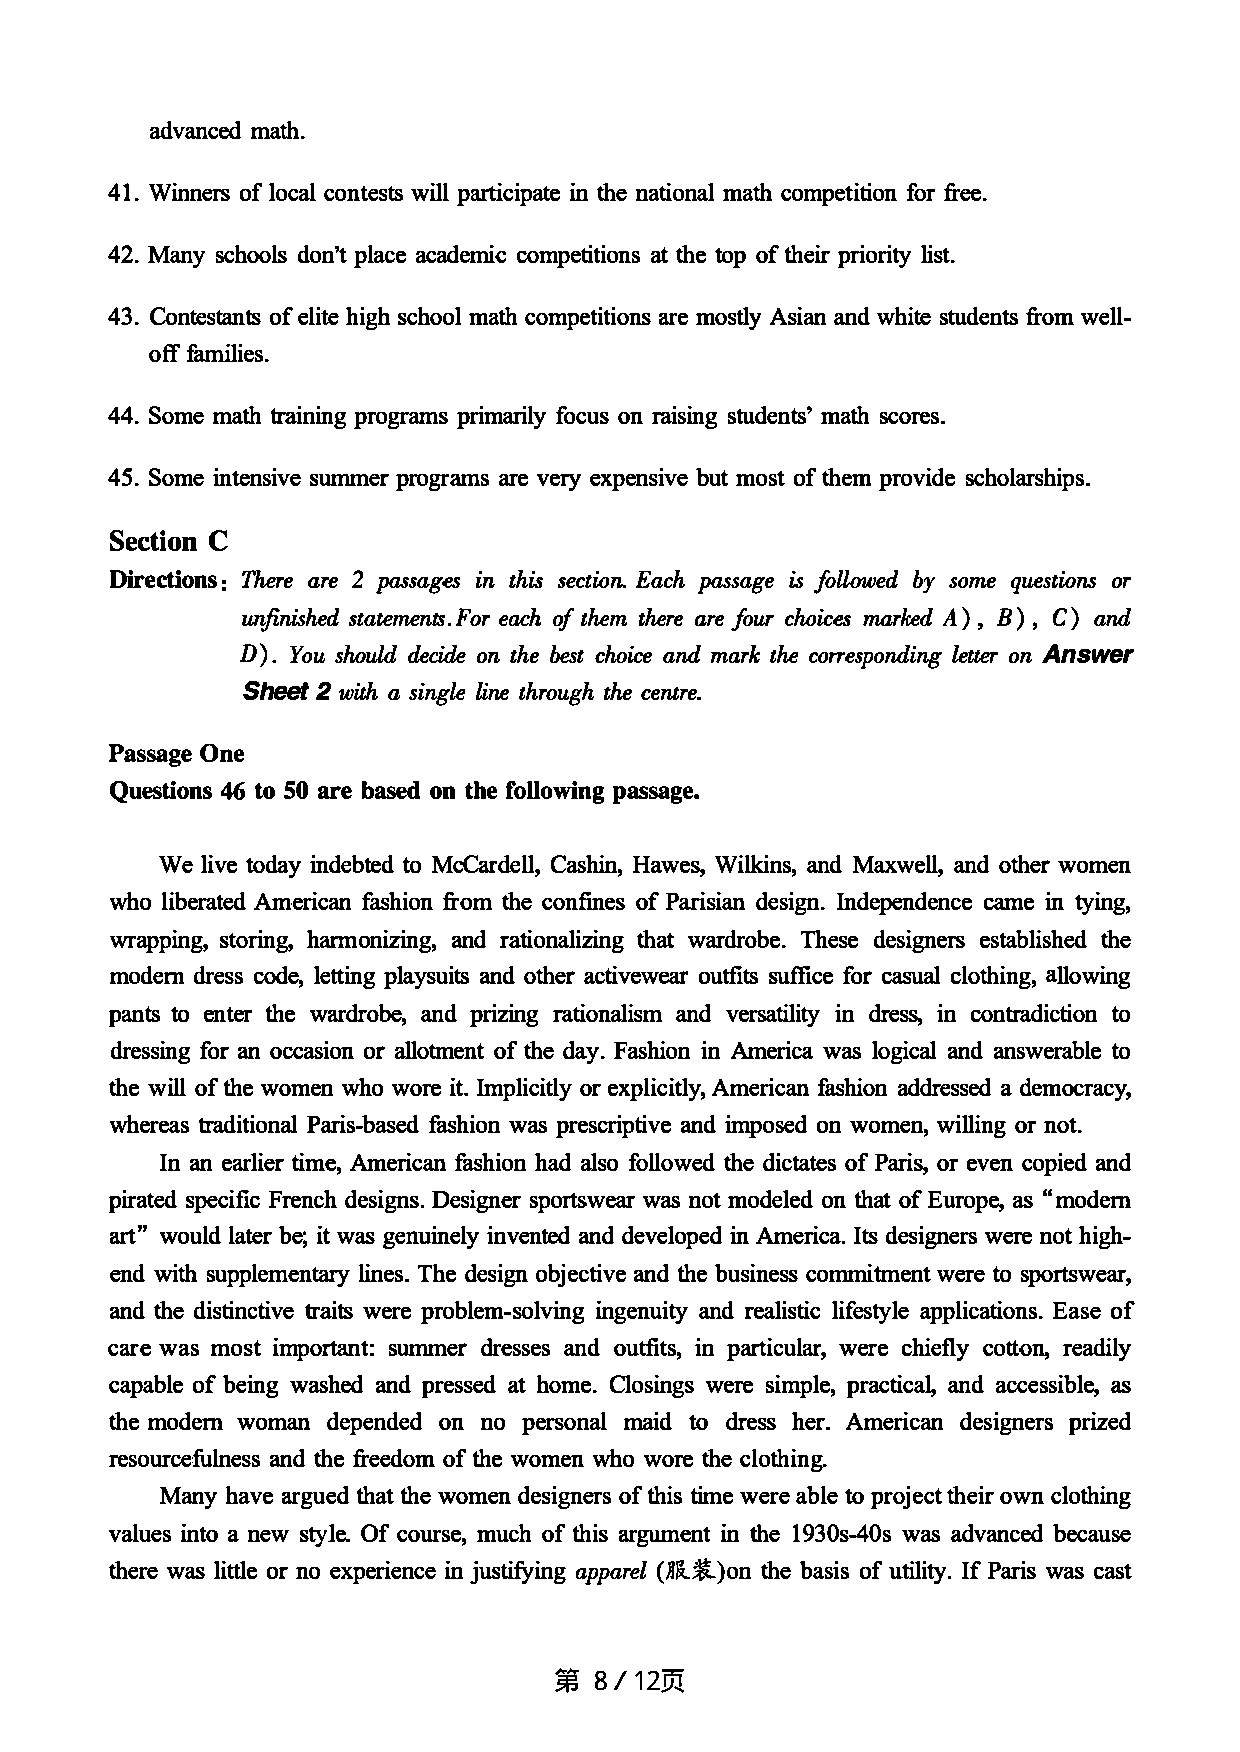 advanced math.
41. Winners of local contests will participate in the national math competition for free.
42. Many schools don't place academic competitions at the top of their priority list.
43. Contestants of elite high school math competitions are mostly Asian and white students from well-
off families.
44. Some math training programs primarily focus on raising students' math scores.
45. Some intensive summer programs are very expensive but most of them provide scholarships.
Section C
Directions: There are 2 passages in this section. Each passage is followed by some questions or
unfinished statements. For each of them there are four choices marked A), B), C) and
D). You should decide on the best choice and mark the corresponding letter on Answer
Sheet 2 with a single line through the centre.
Passage One
Questions 46 to 50 are based on the following passage.
We live today indebted to McCardell, Cashin, Hawes, Wilkins, and Maxwell, and other women
who liberated American fashion from the confines of Parisian design. Independence came in tying,
wrapping, storing, harmonizing, and rationalizing that wardrobe. These designers established the
modern dress code, letting playsuits and other activewear outfits suffice for casual clothing, allowing
pants to enter the wardrobe, and prizing rationalism and versatility in dress, in contradiction to
dressing for an occasion or allotment of the day. Fashion in America was logical and answerable to
the will of the women who wore it. Implicitly or explicitly, American fashion addressed a democracy,
whereas traditional Paris-based fashion was prescriptive and imposed on women, willing or not.
In an earlier time, American fashion had also followed the dictates of Paris, or even copied and
pirated specific French designs. Designer sportswear was not modeled on that of Europe, as “modern
art” would later be; it was genuinely invented and developed in America. Its designers were not high-
end with supplementary lines. The design objective and the business commitment were to sportswear,
and the distinctive traits were problem-solving ingenuity and realistic lifestyle applications. Ease of
care was most important: summer dresses and outfits, in particular, were chiefly cotton, readily
capable of being washed and pressed at home. Closings were simple, practical, and accessible, as
the modern woman depended on no personal maid to dress her. American designers prized
resourcefulness and the freedom of the women who wore the clothing.
Many have argued that the women designers of this time were able to project their own clothing
values into a new style. Of course, much of this argument in the 1930s-40s was advanced because
there was little or no experience in justifying apparel (服装)on the basis of utility. If Paris was cast
第 8 / 12页